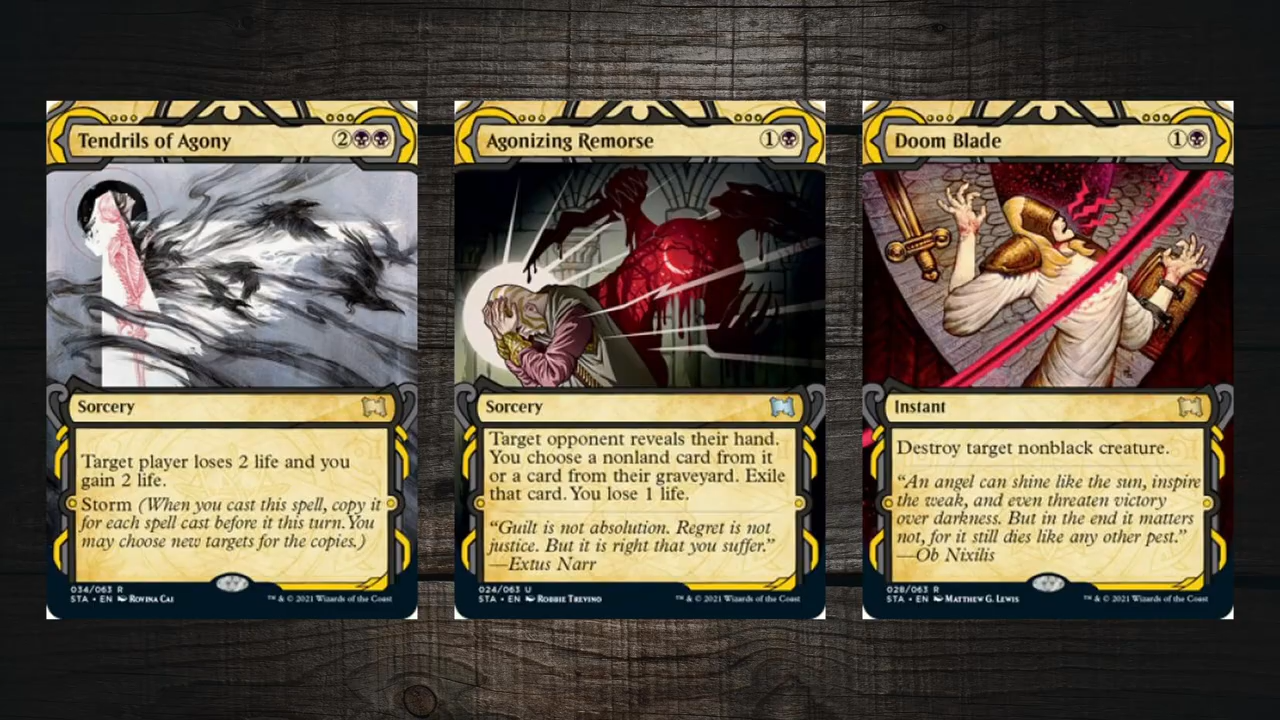 Tendrils of Agony 2
Sorcery
Target player loses 2 life and you
gain 2 life.
Storm (When you cast this spell, copy it
for each spell cast before it this turn.You
may choose new targets for the copies.)
034/063 R
STA • EN Rovina Cai
™ & © 2021 Wizards of the Coast
Agonizing Remorse 1
Sorcery
Target opponent reveals their hand.
You choose a nonland card from it
or a card from their graveyard. Exile
that card. You lose 1 life.
“Guilt is not absolution. Regret is not
justice. But it is right that you suffer.”
—Extus Narr
024/063 U
STA • EN Robbie Trevino
™ & © 2021 Wizards of the Coast
Doom Blade 1
Instant
Destroy target nonblack creature.
“An angel can shine like the sun, inspire
the weak, and even threaten victory
over darkness. But in the end it matters
not, for it still dies like any other pest.”
—Ob Nixilis
028/063 R
STA • EN Matthew G. Lewis
™ & © 2021 Wizards of the Coast